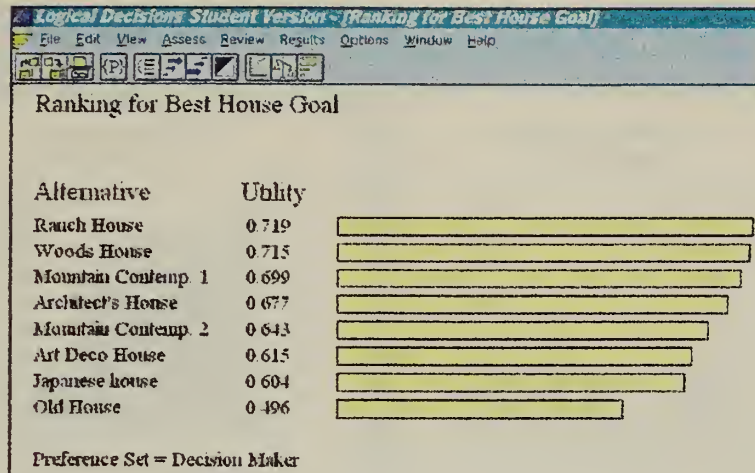 Logical Decisions Student Version - [Ranking for Best House Goal]
File Edit View Assess Review Results Options Window Help
{P}
Ranking for Best House Goal
Alternative Utility
Ranch House 0.719
Woods House 0.715
Mountain Contemp. 1 0.699
Architect's House 0.677
Mountain Contemp. 2 0.643
Art Deco House 0.615
Japanese house 0.604
Old House 0.496
Preference Set = Decision Maker